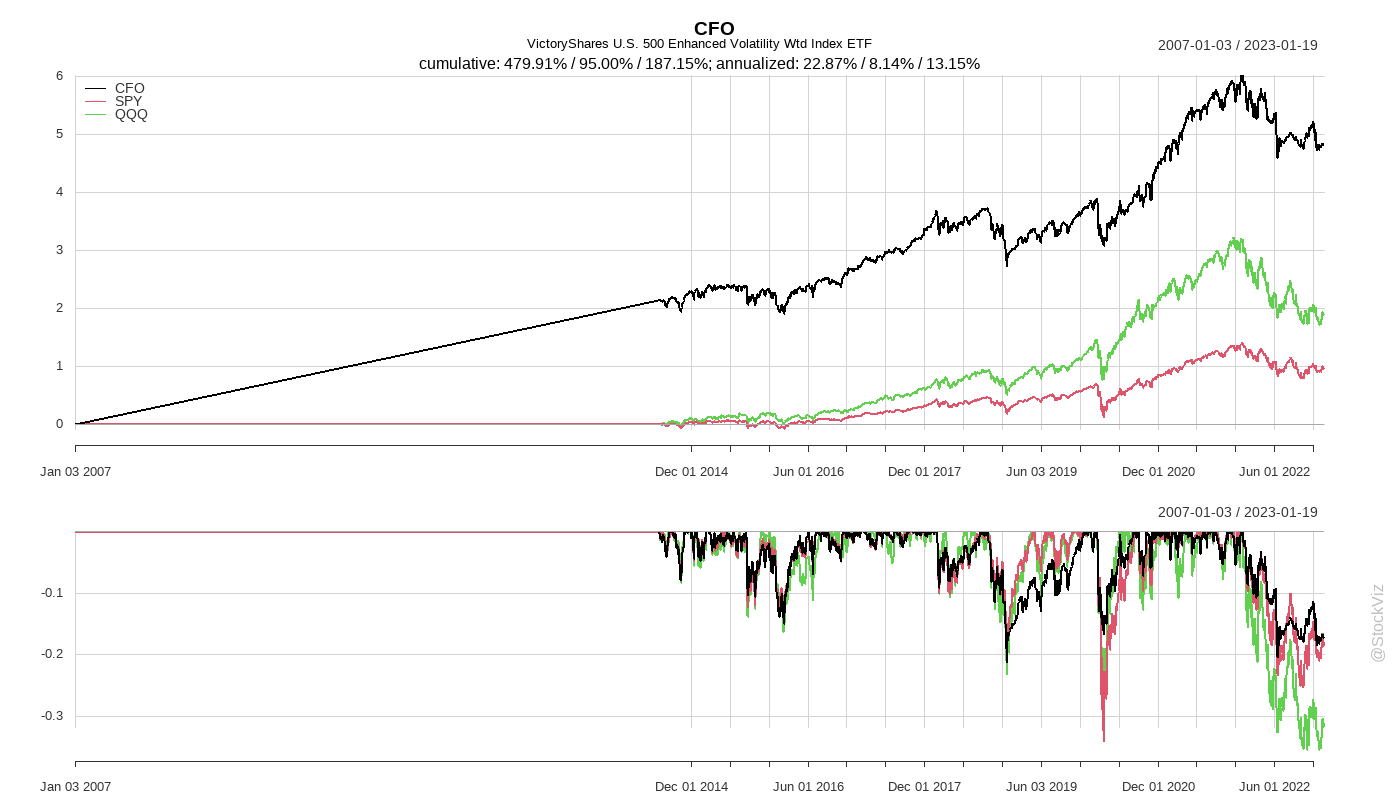 CFO
VictoryShares U.S. 500 Enhanced Volatility Wtd Index ETF
2007-01-03 / 2023-01-19
cumulative: 479.91% / 95.00% / 187.15%; annualized: 22.87% / 8.14% / 13.15%
CFO
SPY
QQQ
6
5
4
3
2
1
0
Jan 03 2007
Dec 01 2014
Jun 01 2016
Dec 01 2017
Jun 03 2019
Dec 01 2020
Jun 01 2022
2007-01-03 / 2023-01-19
-0.1
-0.2
-0.3
Jan 03 2007
Dec 01 2014
Jun 01 2016
Dec 01 2017
Jun 03 2019
Dec 01 2020
Jun 01 2022
@StockViz